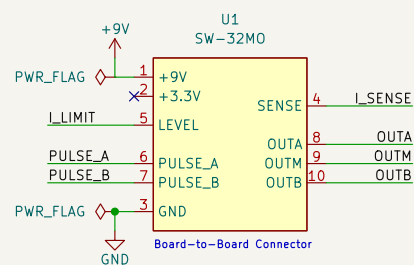 U1
SW-32MO
+9V
PWR_FLAG
1 +9V
2 +3.3V
I_LIMIT
5 LEVEL
SENSE 4 I_SENSE
OUTA 8 OUTA
PULSE_A 6 PULSE_A
OUTM 9 OUTM
PULSE_B 7 PULSE_B
OUTB 10 OUTB
PWR_FLAG 3 GND
GND
Board-to-Board Connector